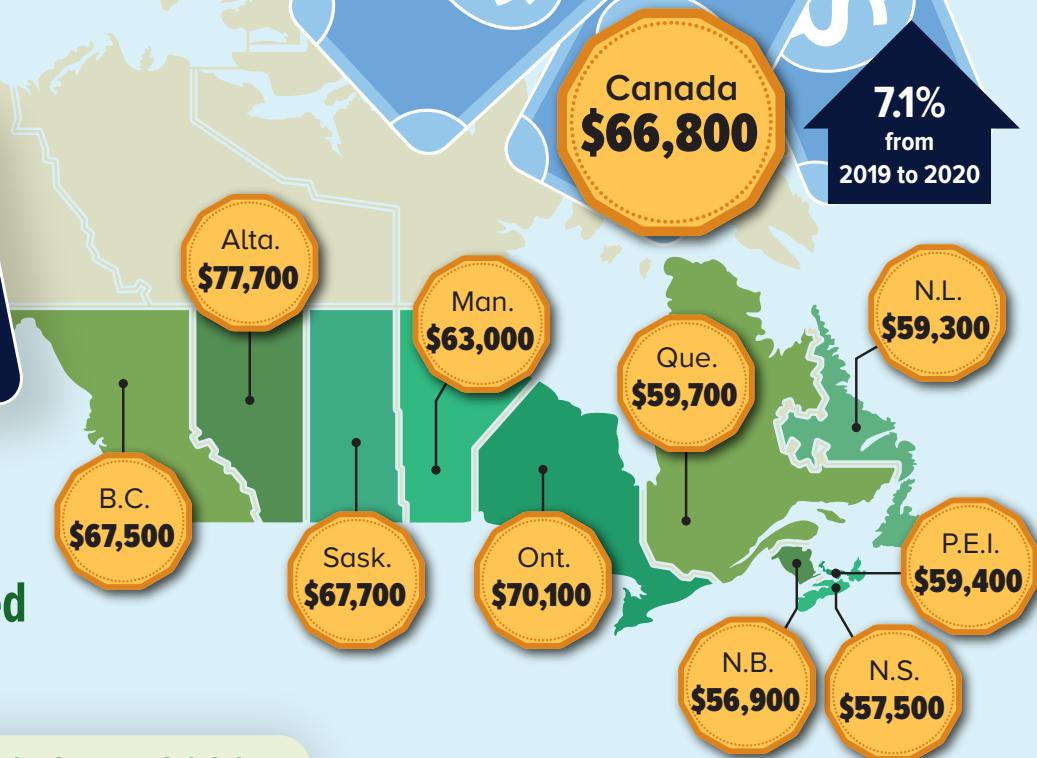 Canada
$66,800
7.1%
from
2019 to 2020
Alta.
$77,700
Man.
$63,000
N.L.
$59,300
Que.
$59,700
B.C.
$67,500
Sask.
$67,700
Ont.
$70,100
P.E.I.
$59,400
N.B.
$56,900
N.S.
$57,500